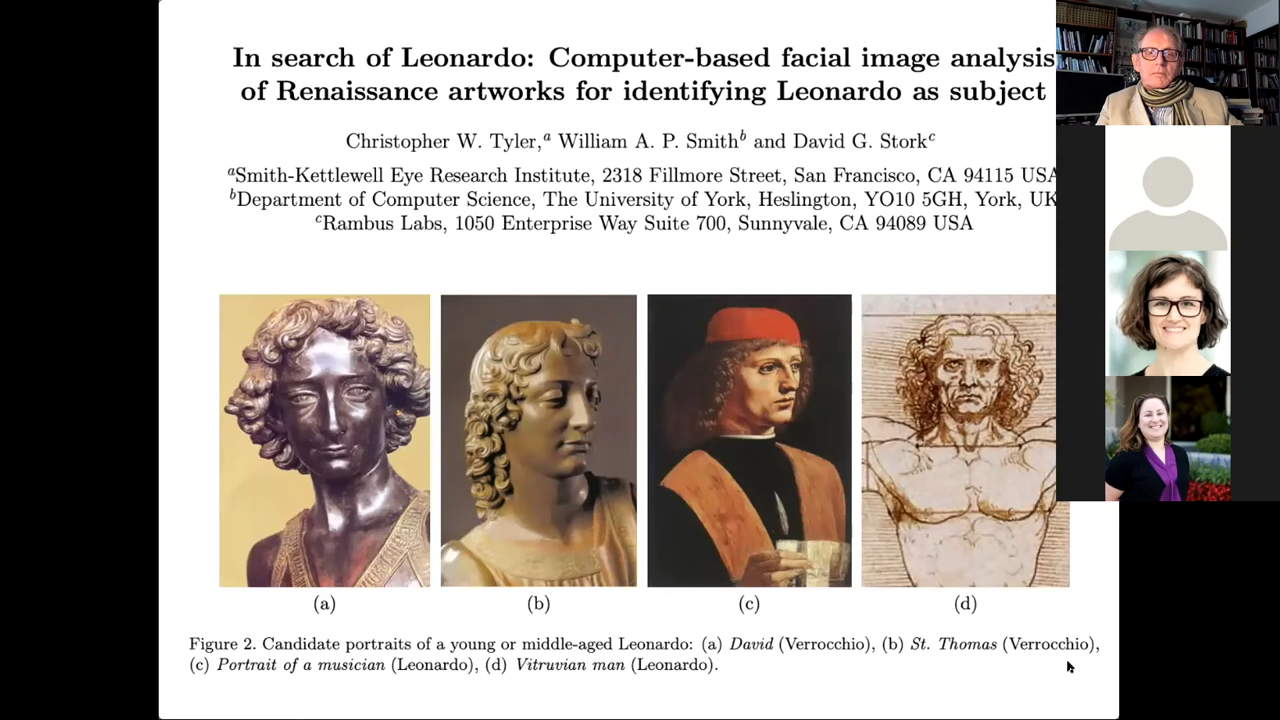 In search of Leonardo: Computer-based facial image analysis
of Renaissance artworks for identifying Leonardo as subject
Christopher W. Tyler,ᵃ William A. P. Smithᵇ and David G. Storkᶜ
ᵃSmith-Kettlewell Eye Research Institute, 2318 Fillmore Street, San Francisco, CA 94115 USA
ᵇDepartment of Computer Science, The University of York, Heslington, YO10 5GH, York, UK
ᶜRambus Labs, 1050 Enterprise Way Suite 700, Sunnyvale, CA 94089 USA
(a) (b) (c) (d)
Figure 2. Candidate portraits of a young or middle-aged Leonardo: (a) David (Verrocchio), (b) St. Thomas (Verrocchio),
(c) Portrait of a musician (Leonardo), (d) Vitruvian man (Leonardo).